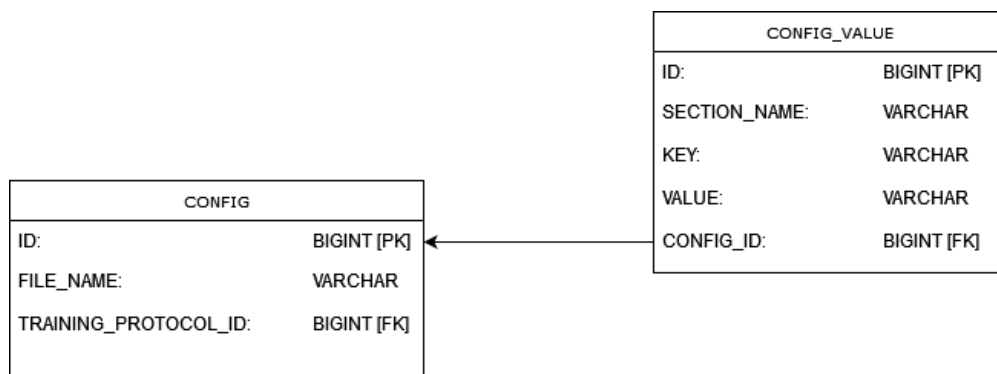 CONFIG_VALUE
ID: BIGINT [PK]
SECTION_NAME: VARCHAR
KEY: VARCHAR
VALUE: VARCHAR
CONFIG_ID: BIGINT [FK]
CONFIG
ID: BIGINT [PK]
FILE_NAME: VARCHAR
TRAINING_PROTOCOL_ID: BIGINT [FK]